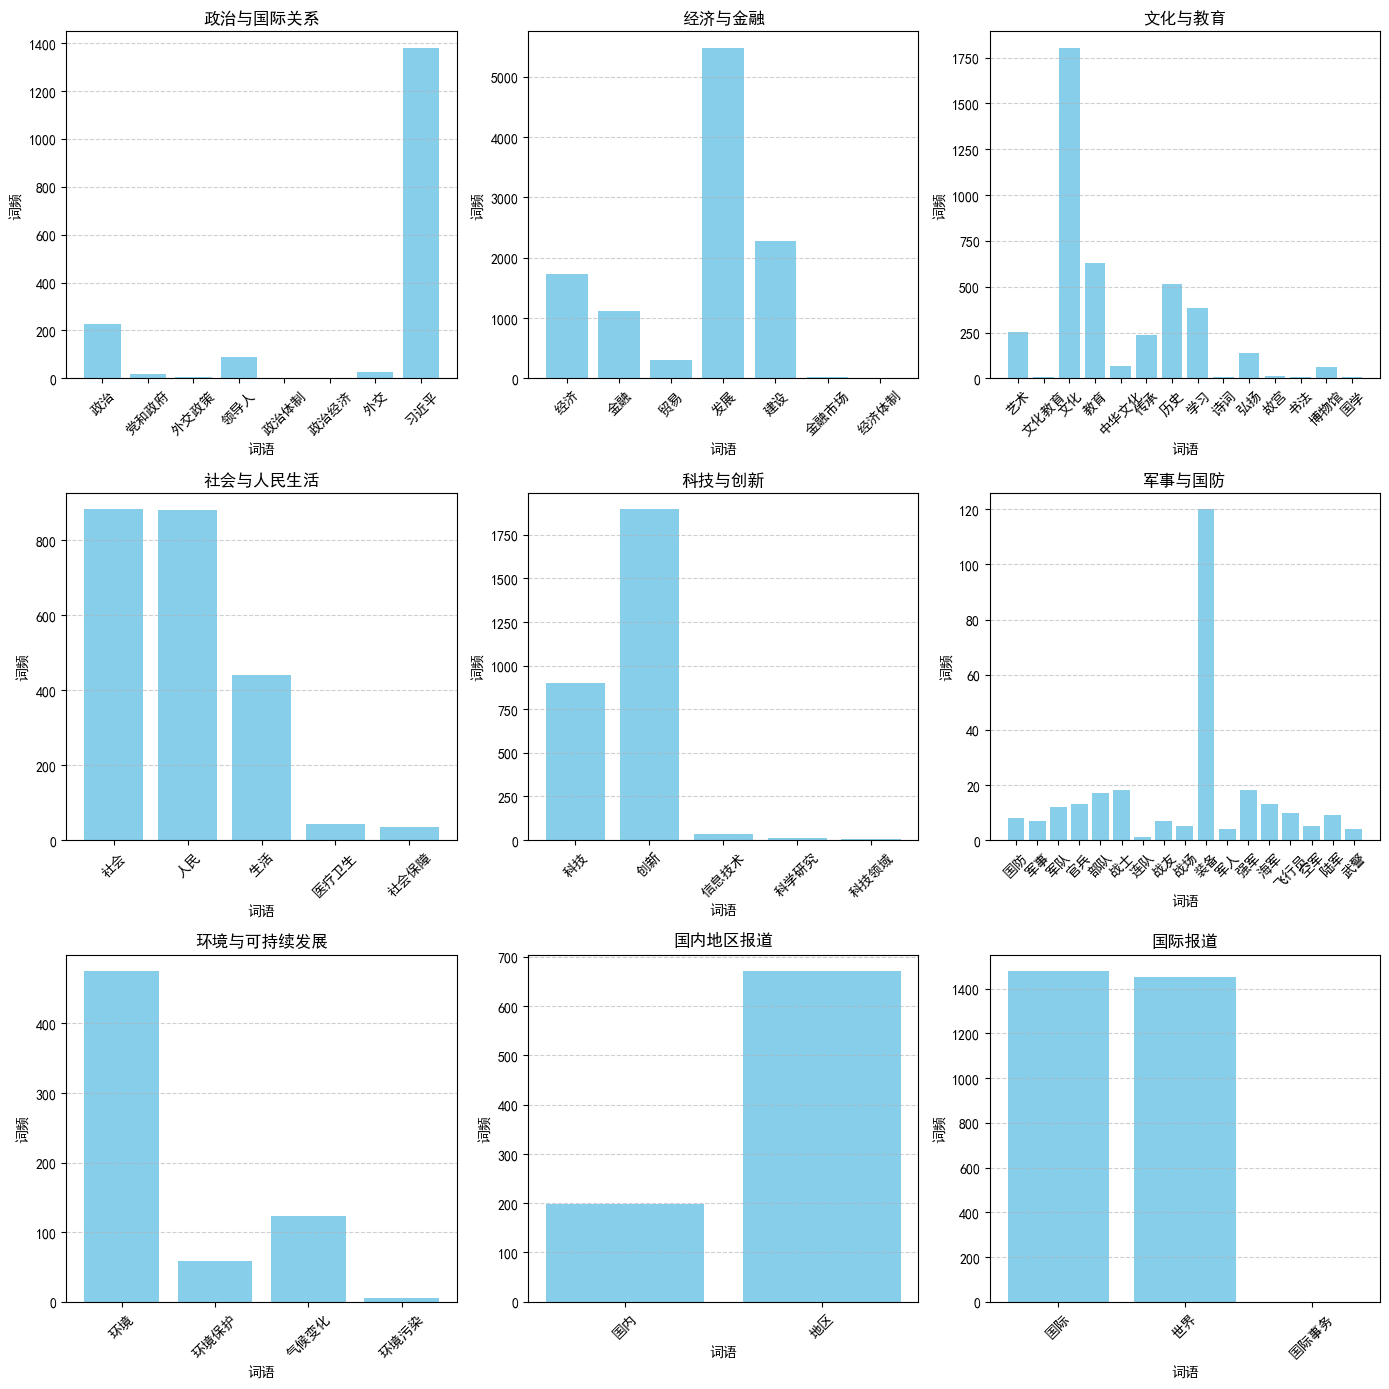 政治与国际关系
1400
1200
1000
800
600
400
200
0
词频
政治
党和政府
外交政策
领导人
政治体制
政治经济
外交
习近平
词语
经济与金融
5000
4000
3000
2000
1000
0
词频
经济
金融
贸易
发展
建设
金融市场
经济体制
词语
文化与教育
1750
1500
1250
1000
750
500
250
0
词频
艺术
文化教育
文化
教育
中华文化
传承
历史
学习
诗词
弘扬
故宫
书法
博物馆
国学
词语
社会与人民生活
800
600
400
200
0
词频
社会
人民
生活
医疗卫生
社会保障
词语
科技与创新
1750
1500
1250
1000
750
500
250
0
词频
科技
创新
信息技术
科学研究
科技领域
词语
军事与国防
120
100
80
60
40
20
0
词频
国防
军事
军队
官兵
部队
战士
连队
战友
战场
装备
军人
强军
海军
飞行员
空军
陆军
武警
词语
环境与可持续发展
400
300
200
100
0
词频
环境
环境保护
气候变化
环境污染
词语
国内地区报道
700
600
500
400
300
200
100
0
词频
国内
地区
词语
国际报道
1400
1200
1000
800
600
400
200
0
词频
国际
世界
国际事务
词语